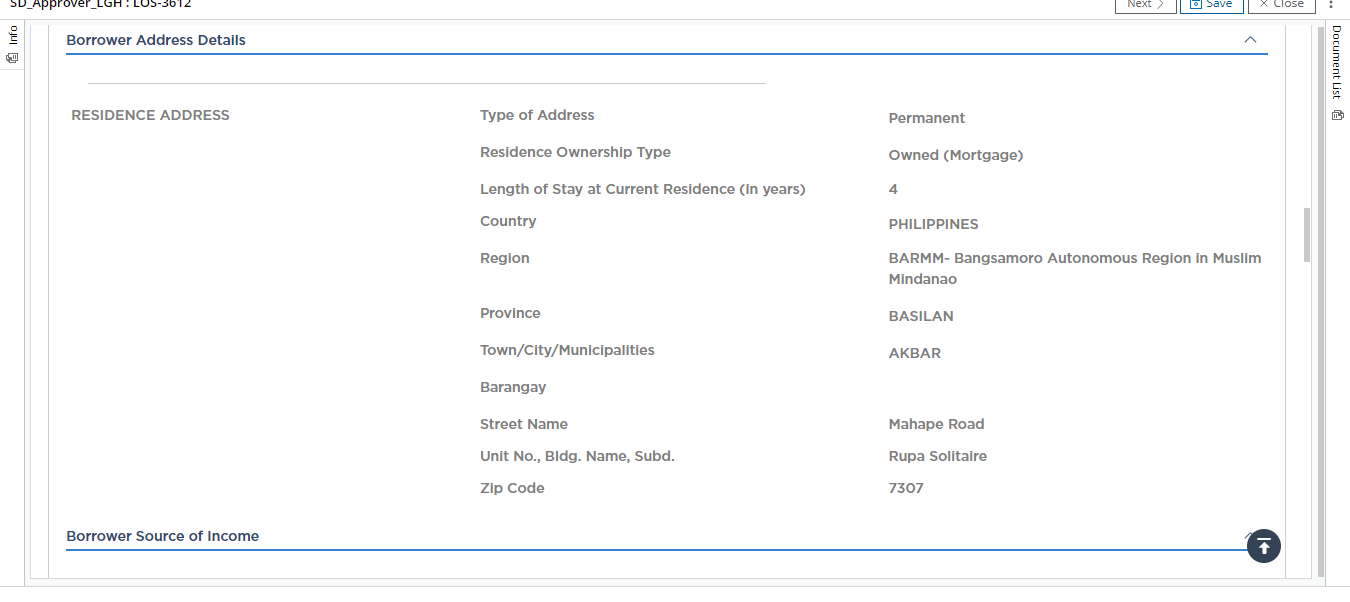 SD_Approver_LGH : LOS-3612
Next
Save
Close
Info
Document List
Borrower Address Details
RESIDENCE ADDRESS
Type of Address
Permanent
Residence Ownership Type
Owned (Mortgage)
Length of Stay at Current Residence (in years)
4
Country
PHILIPPINES
Region
BARMM- Bangsamoro Autonomous Region in Muslim
Mindanao
Province
BASILAN
Town/City/Municipalities
AKBAR
Barangay
Street Name
Mahape Road
Unit No., Bldg. Name, Subd.
Rupa Solitaire
Zip Code
7307
Borrower Source of Income